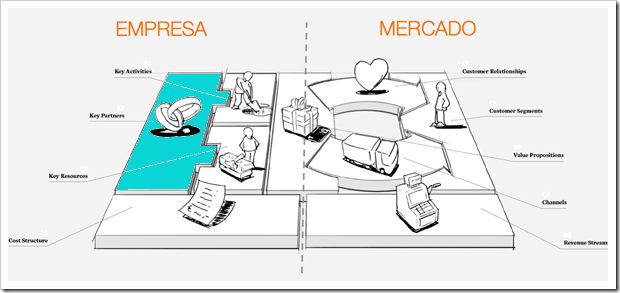 EMPRESA
MERCADO
Key Activities
Customer Relationships
Key Partners
Customer Segments
Value Propositions
Key Resources
Channels
Cost Structure
Revenue Stream